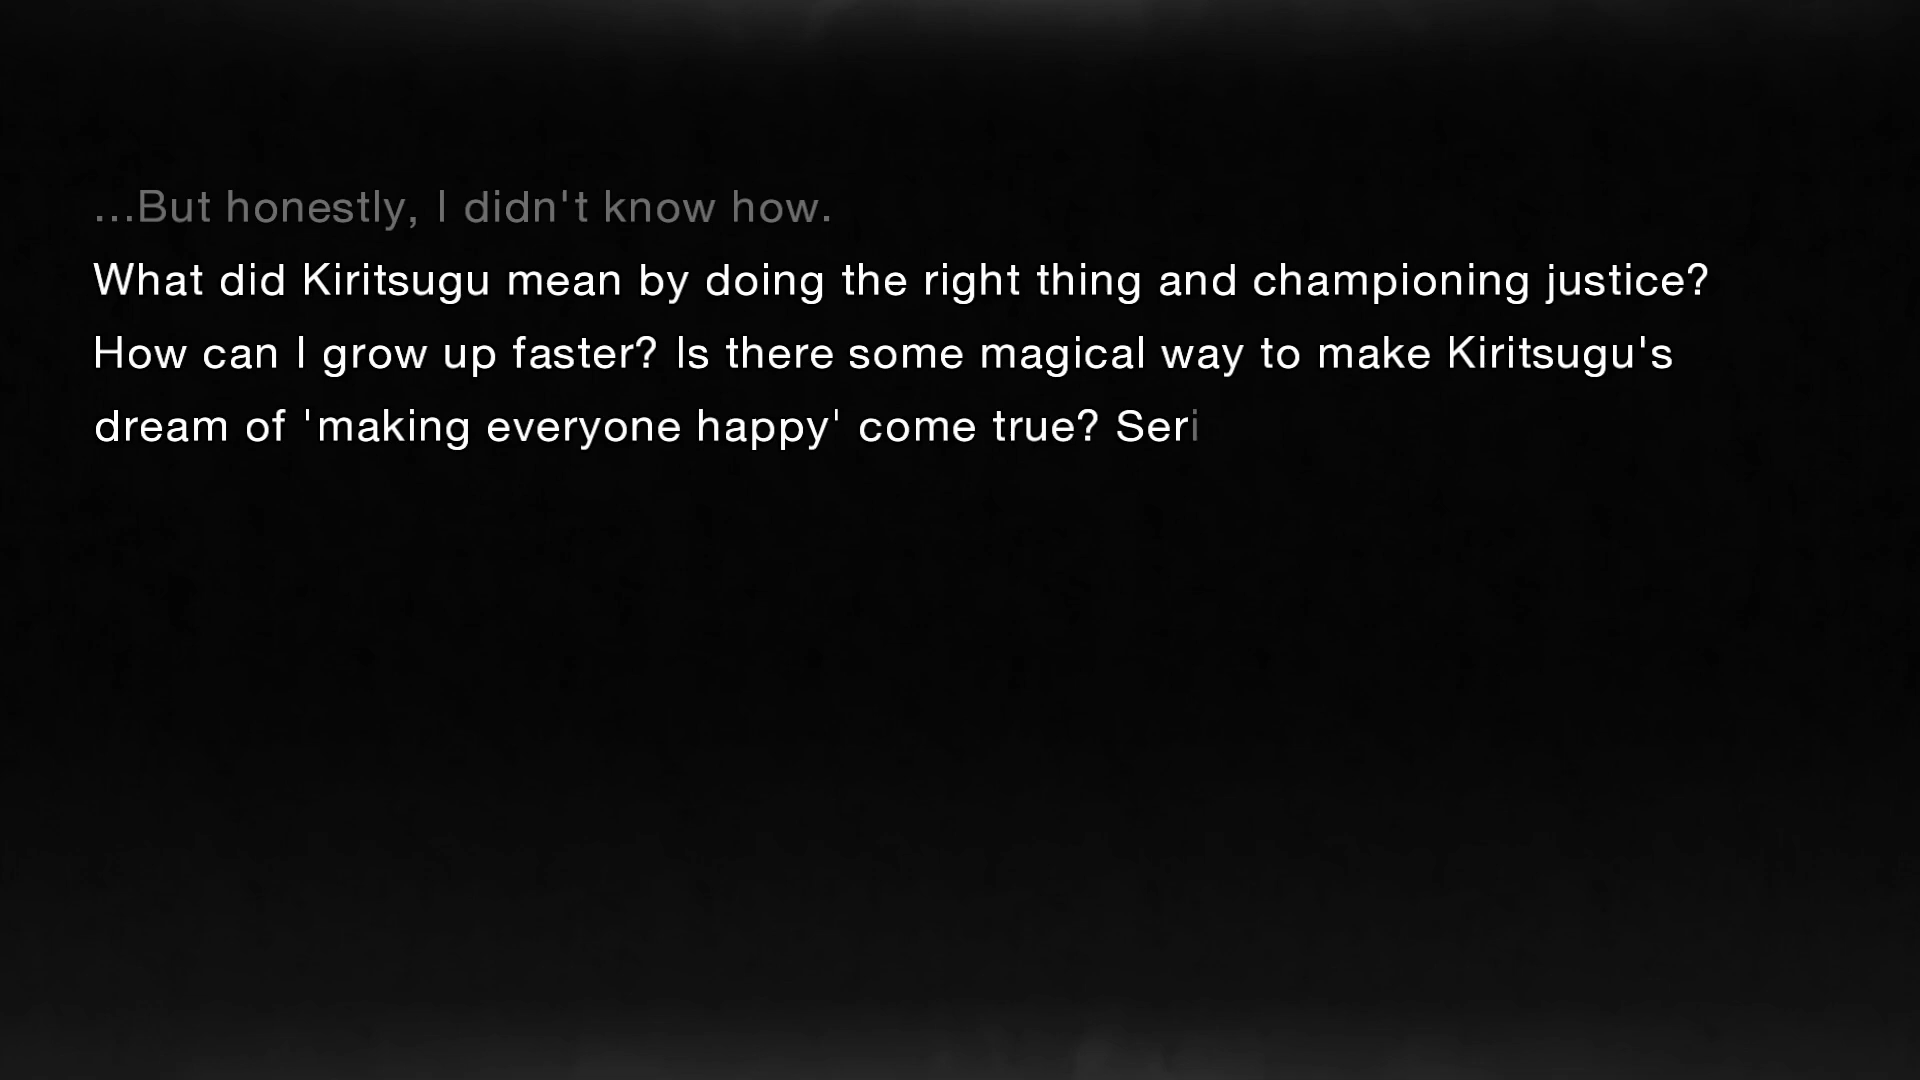 ...But honestly, I didn't know how.
What did Kiritsugu mean by doing the right thing and championing justice?
How can I grow up faster? Is there some magical way to make Kiritsugu's
dream of 'making everyone happy' come true? Seri